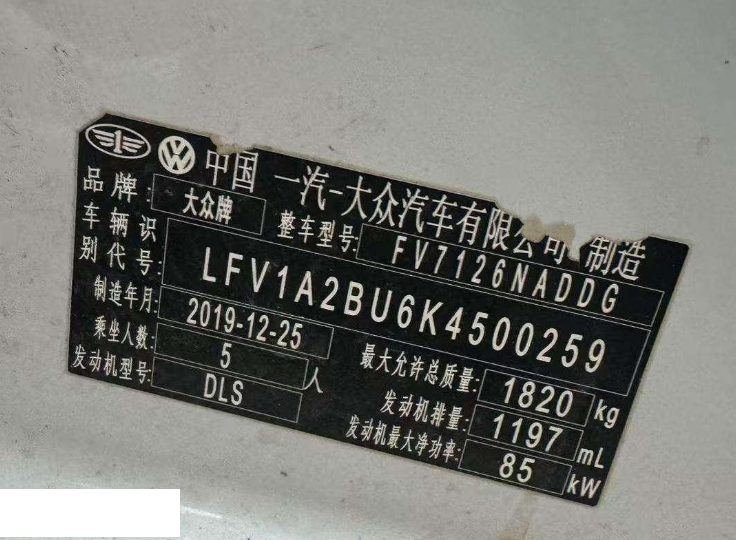 中国 一汽-大众汽车有限公司 制造
品牌: 大众牌 整车型号: FV7126NADDG
车辆识别代号: LFV1A2BU6K4500259
制造年月: 2019-12-25 最大允许总质量: 1820 kg
乘坐人数: 5 人 发动机排量: 1197 mL
发动机型号: DLS 发动机最大净功率: 85 kW